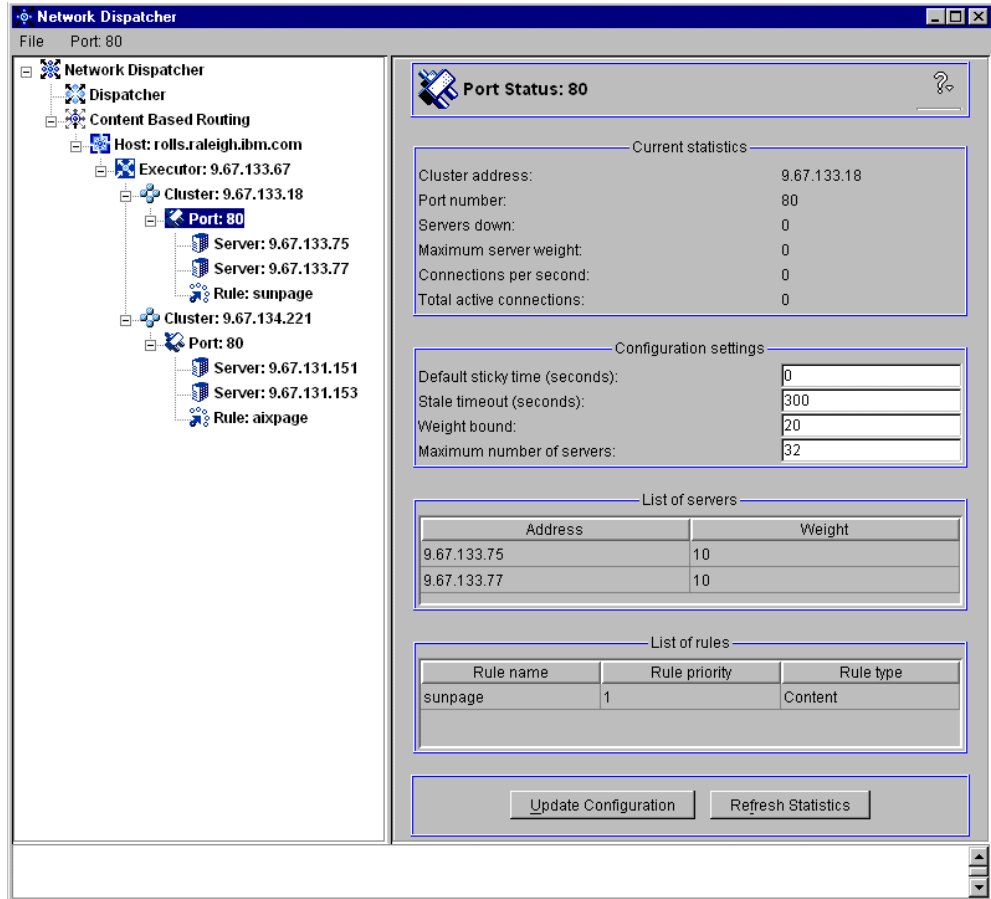 Network Dispatcher
File Port: 80
Network Dispatcher
Dispatcher
Content Based Routing
Host: rolls.raleigh.ibm.com
Executor: 9.67.133.67
Cluster: 9.67.133.18
Port: 80
Server: 9.67.133.75
Server: 9.67.133.77
Rule: sunpage
Cluster: 9.67.134.221
Port: 80
Server: 9.67.131.151
Server: 9.67.131.153
Rule: aixpage
Port Status: 80
?
Current statistics
Cluster address: 9.67.133.18
Port number: 80
Servers down: 0
Maximum server weight: 0
Connections per second: 0
Total active connections: 0
Configuration settings
Default sticky time (seconds): 0
Stale timeout (seconds): 300
Weight bound: 20
Maximum number of servers: 32
List of servers
Address Weight
9.67.133.75 10
9.67.133.77 10
List of rules
Rule name Rule priority Rule type
sunpage 1 Content
Update Configuration Refresh Statistics